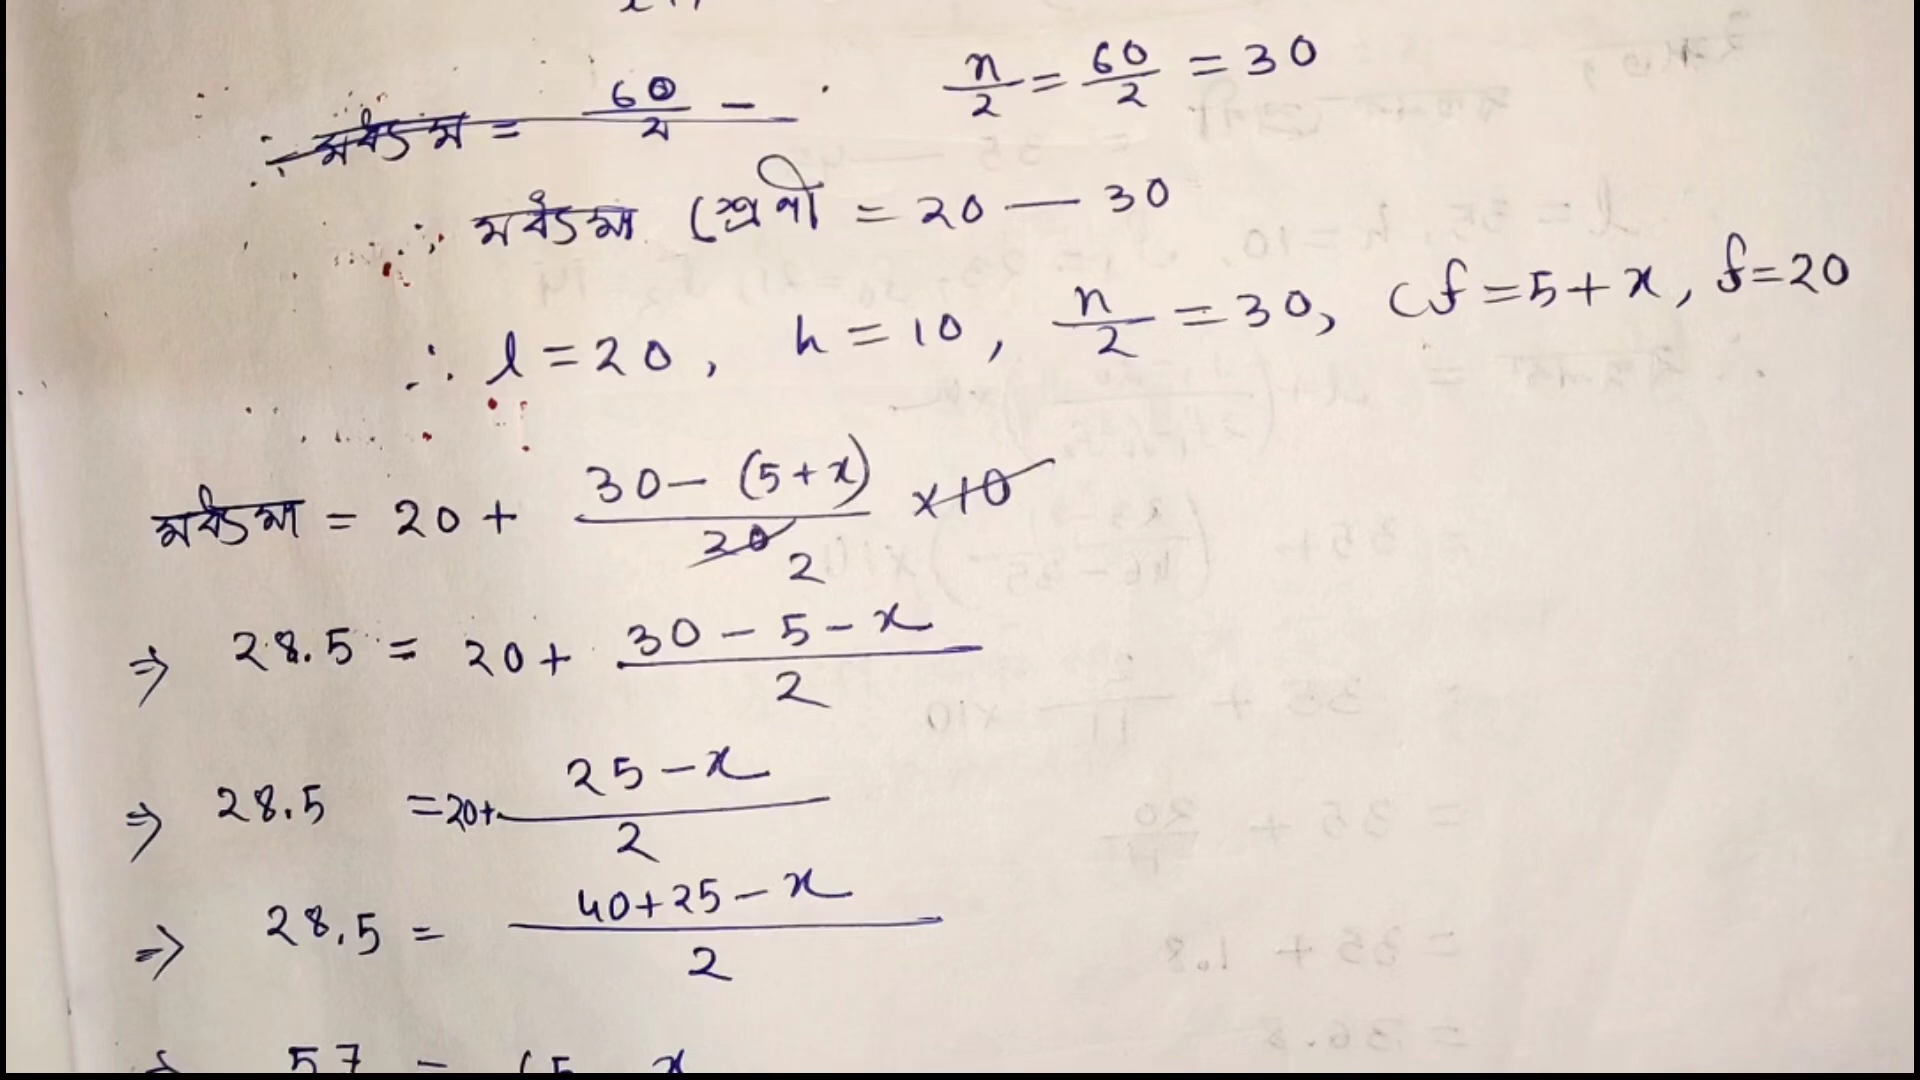 n/2 = 60/2 = 30
∴ মধ্যমা = 60/2 -
∴ মধ্যমা শ্রেণী = 20 — 30
∴ l = 20, h = 10, n/2 = 30, cf = 5 + x, f = 20
মধ্যমা = 20 + (30 - (5 + x))/20 2 × 10
⇒ 28.5 = 20 + (30 - 5 - x)/2
⇒ 28.5 = 20 + (25 - x)/2
⇒ 28.5 = (40 + 25 - x)/2
57 =